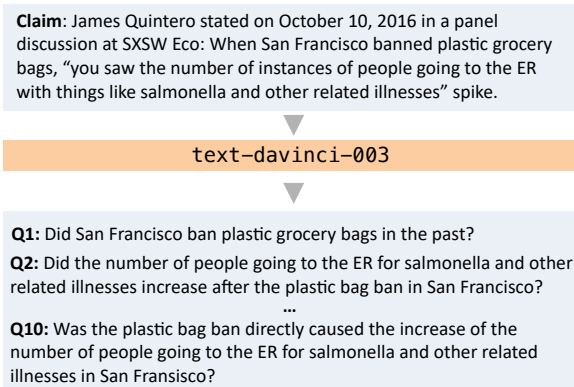 Claim: James Quintero stated on October 10, 2016 in a panel
discussion at SXSW Eco: When San Francisco banned plastic grocery
bags, “you saw the number of instances of people going to the ER
with things like salmonella and other related illnesses” spike.
text-davinci-003
Q1: Did San Francisco ban plastic grocery bags in the past?
Q2: Did the number of people going to the ER for salmonella and other
related illnesses increase after the plastic bag ban in San Francisco?
...
Q10: Was the plastic bag ban directly caused the increase of the
number of people going to the ER for salmonella and other related
illnesses in San Fransisco?